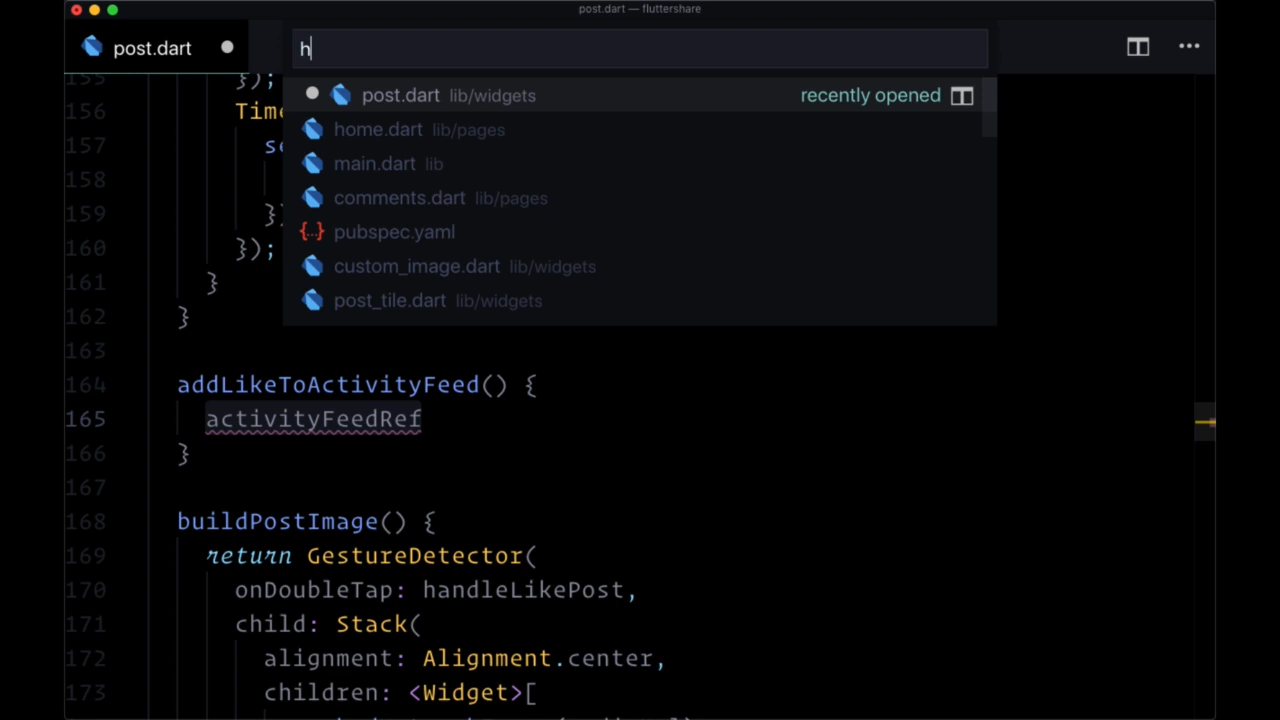 post.dart — fluttershare
post.dart
h
post.dart lib/widgets recently opened
home.dart lib/pages
main.dart lib
comments.dart lib/pages
{..} pubspec.yaml
custom_image.dart lib/widgets
post_tile.dart lib/widgets
155 });
156 Time
157 se
158
159 })
160 });
161 }
162 }
163
164 addLikeToActivityFeed() {
165 activityFeedRef
166 }
167
168 buildPostImage() {
169 return GestureDetector(
170 onDoubleTap: handleLikePost,
171 child: Stack(
172 alignment: Alignment.center,
173 children: <Widget>[